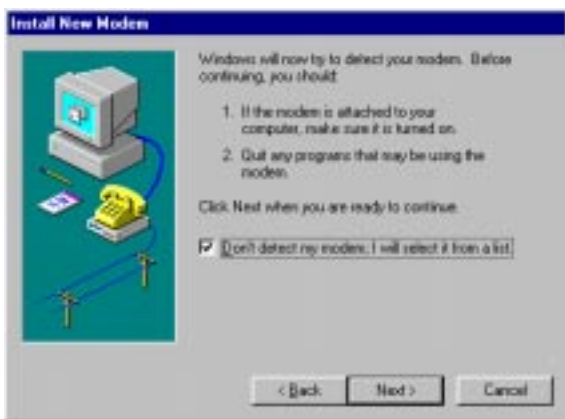 Install New Modem
Windows will now try to detect your modem. Before
continuing, you should:
1. If the modem is attached to your
computer, make sure it is turned on.
2. Quit any programs that may be using the
modem.
Click Next when you are ready to continue.
Don't detect my modem; I will select it from a list.
< Back
Next >
Cancel